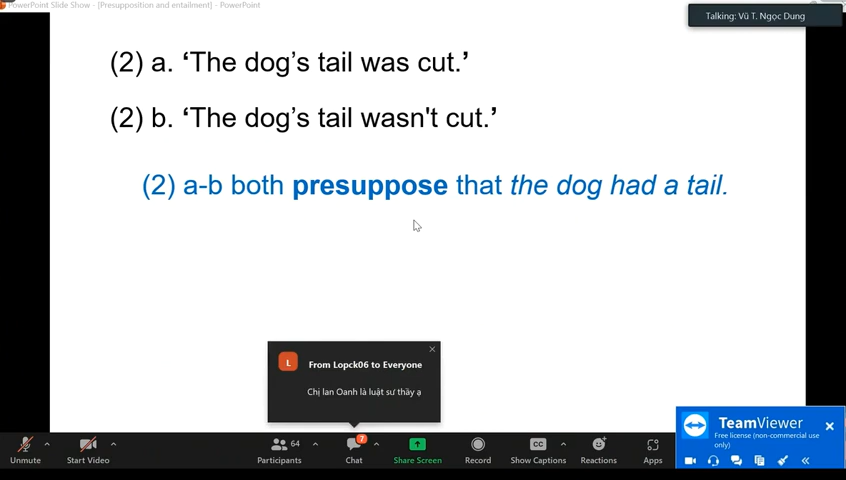 PowerPoint Slide Show - [Presupposition and entailment] - PowerPoint
Talking: Vũ T. Ngọc Dung
(2) a. ‘The dog’s tail was cut.’
(2) b. ‘The dog’s tail wasn't cut.’
(2) a-b both presuppose that the dog had a tail.
L
From Lopck06 to Everyone
Chị lan Oanh là luật sư thầy ạ
TeamViewer
Free license (non-commercial use
only)
64
7
CC
Unmute
Start Video
Participants
Chat
Share Screen
Record
Show Captions
Reactions
Apps